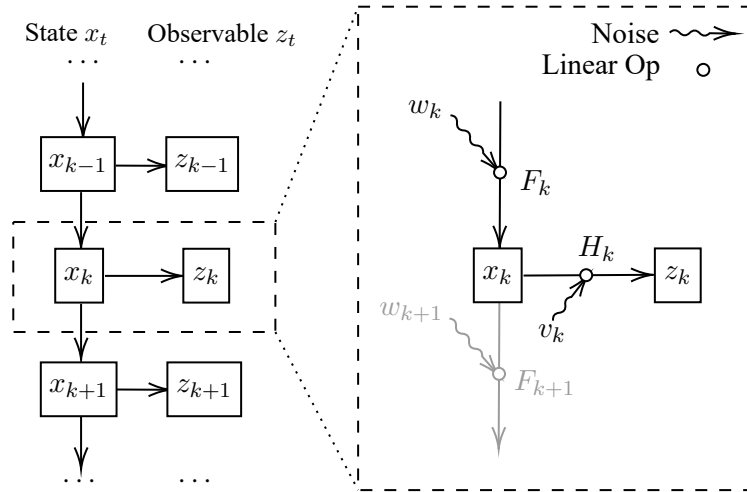 State $x_t$ Observable $z_t$
⋯ ⋯
$x_{k-1}$ $z_{k-1}$
$x_k$ $z_k$
$x_{k+1}$ $z_{k+1}$
⋯ ⋯
Noise
Linear Op
$w_k$
$F_k$
$H_k$
$x_k$ $z_k$
$w_{k+1}$ $v_k$
$F_{k+1}$